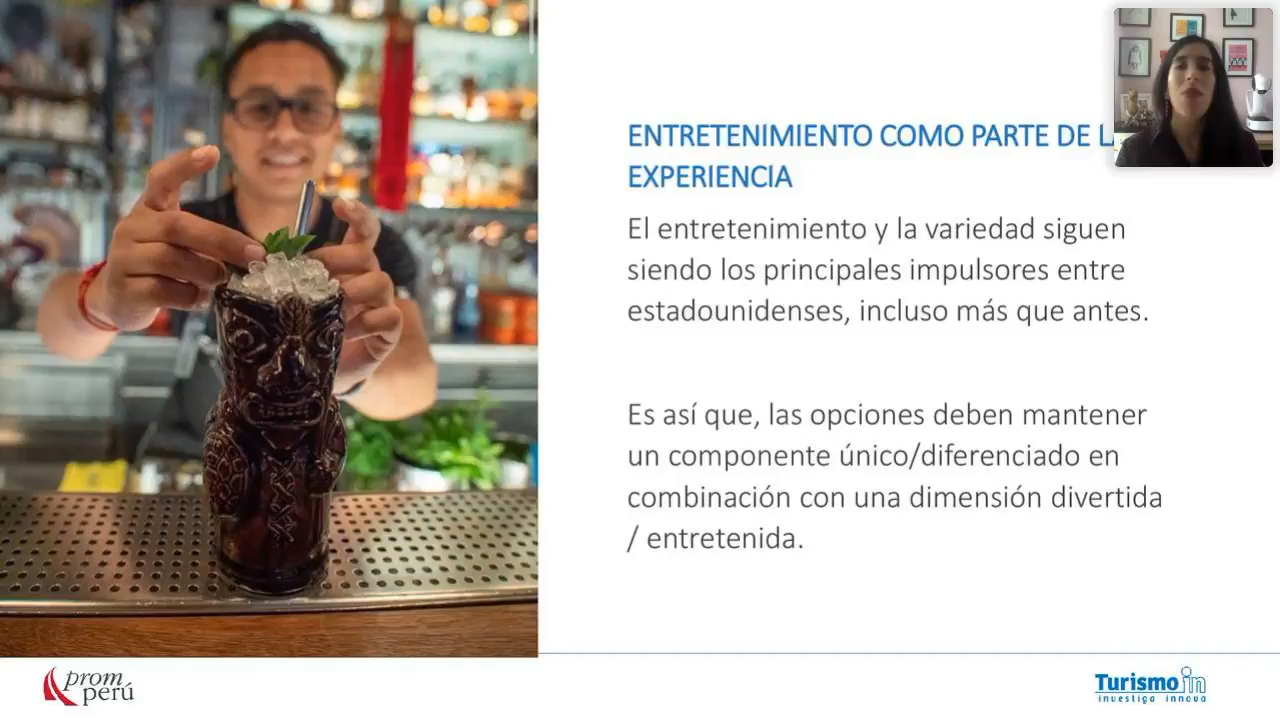 ENTRETENIMIENTO COMO PARTE DE
EXPERIENCIA
El entretenimiento y la variedad siguen
siendo los principales impulsores entre
estadounidenses, incluso más que antes.
Es así que, las opciones deben mantener
un componente único/diferenciado en
combinación con una dimensión divertida
/ entretenida.
prom
perú
Turismo in
investiga innova